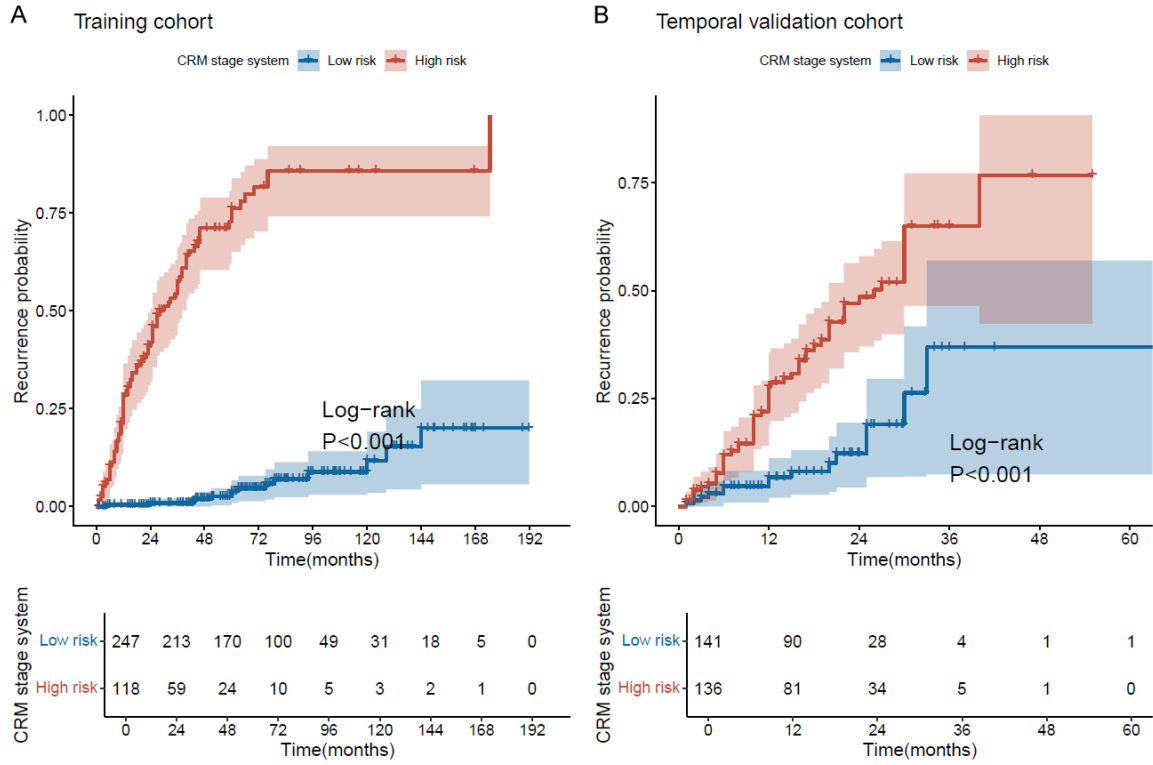 A
Training cohort
CRM stage system Low risk High risk
1.00
0.75
0.50
0.25
0.00
Recurrence probability
Log−rank
P<0.001
0 24 48 72 96 120 144 168 192
Time(months)
CRM stage system
Low risk 247 213 170 100 49 31 18 5 0
High risk 118 59 24 10 5 3 2 1 0
0 24 48 72 96 120 144 168 192
Time(months)
B
Temporal validation cohort
CRM stage system Low risk High risk
0.75
0.50
0.25
0.00
Recurrence probability
Log−rank
P<0.001
0 12 24 36 48 60
Time(months)
CRM stage system
Low risk 141 90 28 4 1 1
High risk 136 81 34 5 1 0
0 12 24 36 48 60
Time(months)